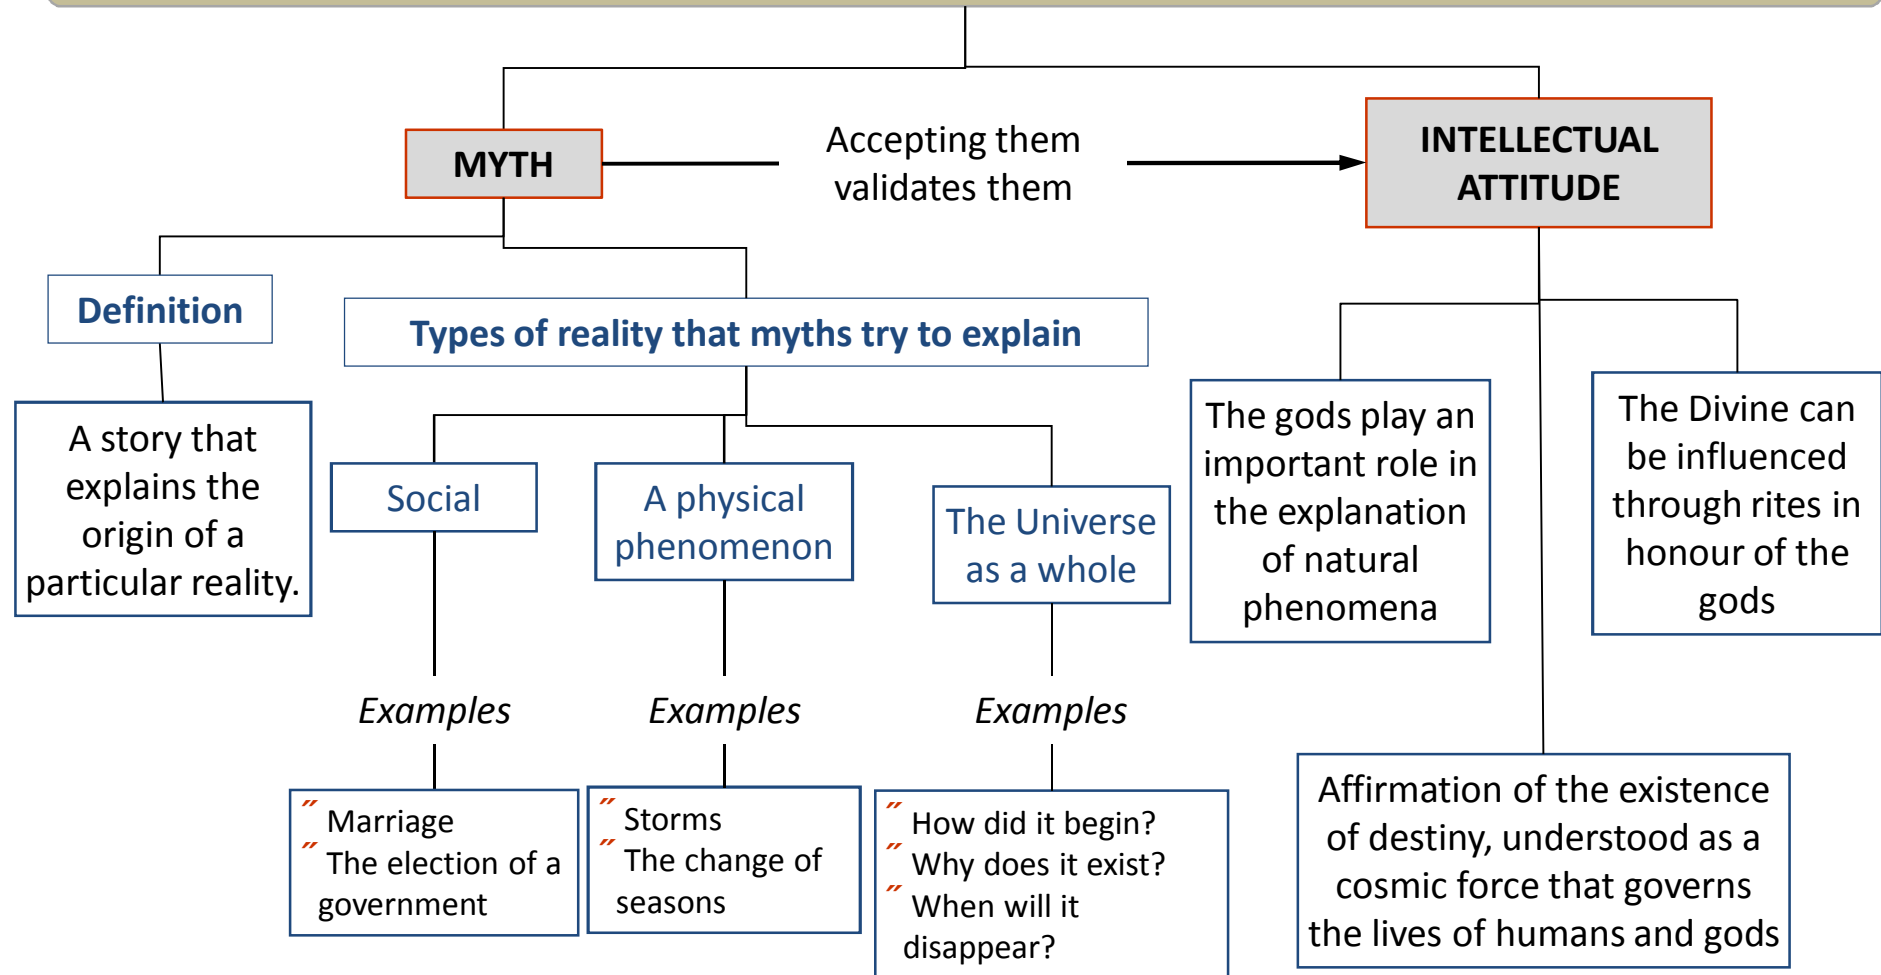 MYTH
Accepting them
validates them
INTELLECTUAL
ATTITUDE
Definition
Types of reality that myths try to explain
A story that
explains the
origin of a
particular reality.
Social
A physical
phenomenon
The Universe
as a whole
The gods play an
important role in
the explanation
of natural
phenomena
The Divine can
be influenced
through rites in
honour of the
gods
Examples
Examples
Examples
˝ Marriage
˝ The election of a
government
˝ Storms
˝ The change of
seasons
˝ How did it begin?
˝ Why does it exist?
˝ When will it
disappear?
Affirmation of the existence
of destiny, understood as a
cosmic force that governs
the lives of humans and gods